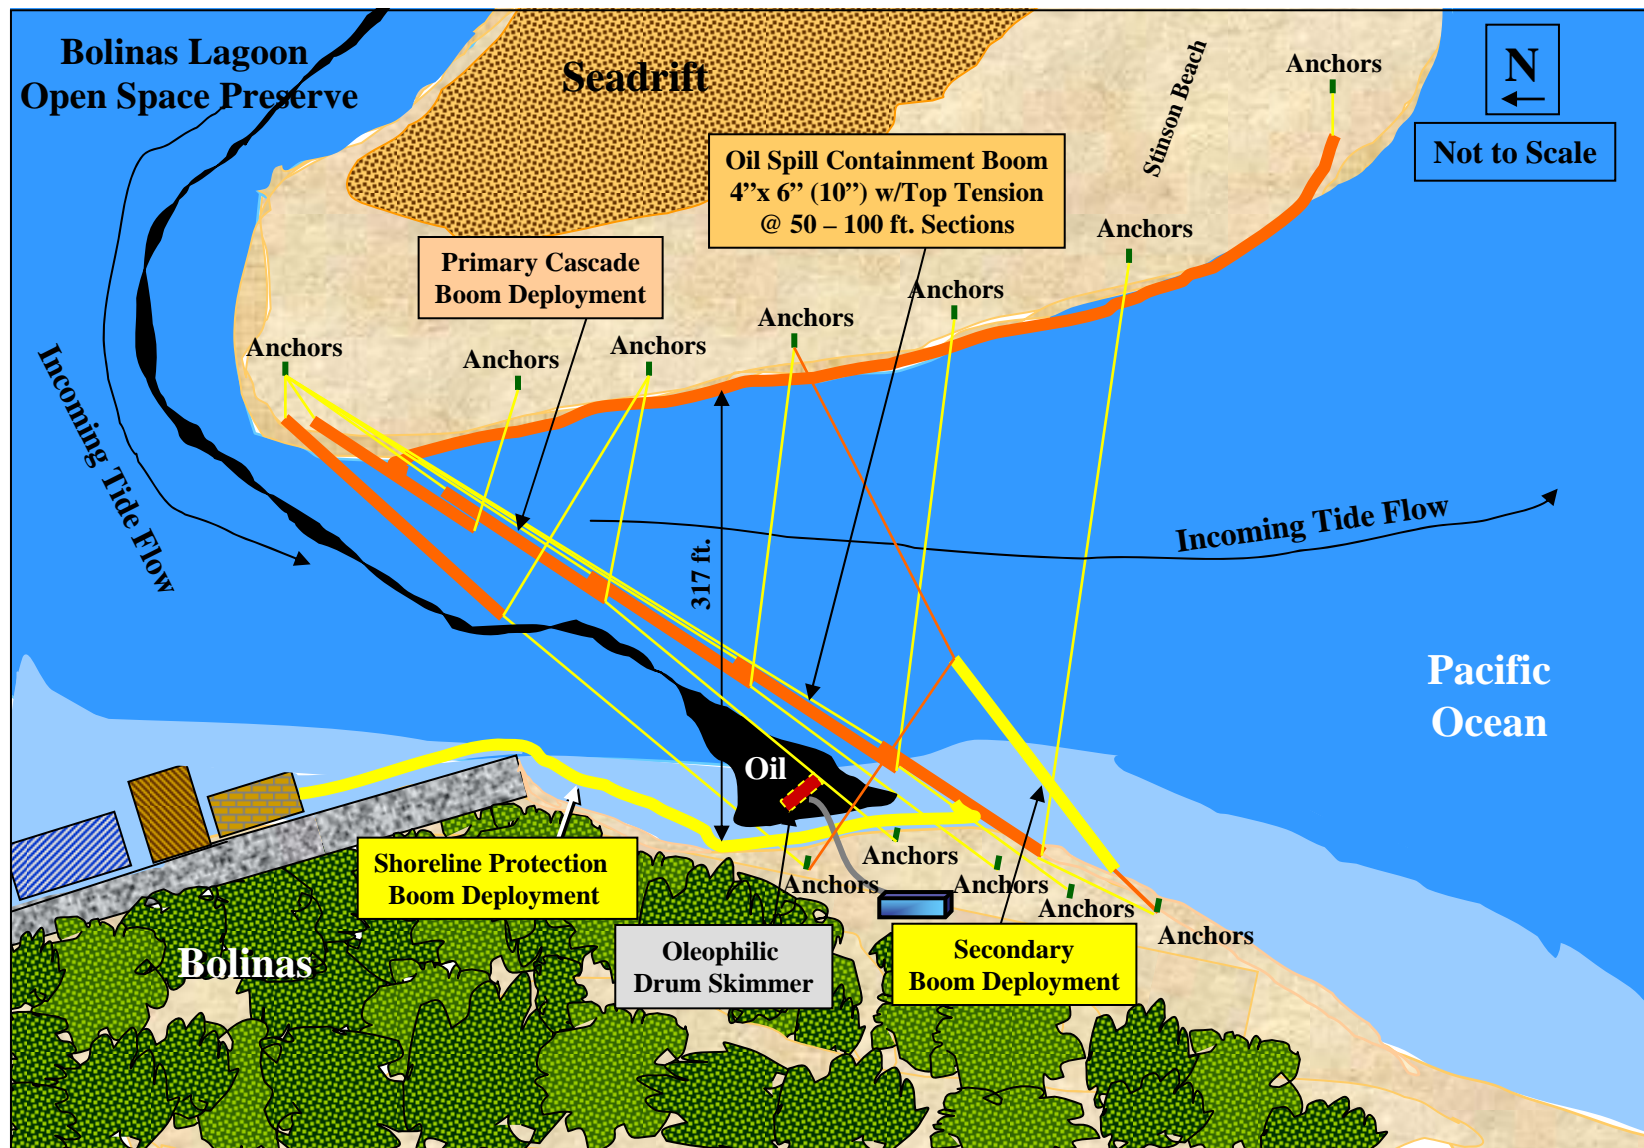 Bolinas Lagoon
Open Space Preserve
Seadrift
Stinson Beach
Anchors
N
Not to Scale
Oil Spill Containment Boom
4”x 6” (10”) w/Top Tension
@ 50 – 100 ft. Sections
Primary Cascade
Boom Deployment
Anchors
Anchors
Anchors
Anchors
Anchors
Anchors
Incoming Tide Flow
Incoming Tide Flow
317 ft.
Pacific
Ocean
Oil
Shoreline Protection
Boom Deployment
Anchors
Anchors
Anchors
Anchors
Anchors
Bolinas
Oleophilic
Drum Skimmer
Secondary
Boom Deployment